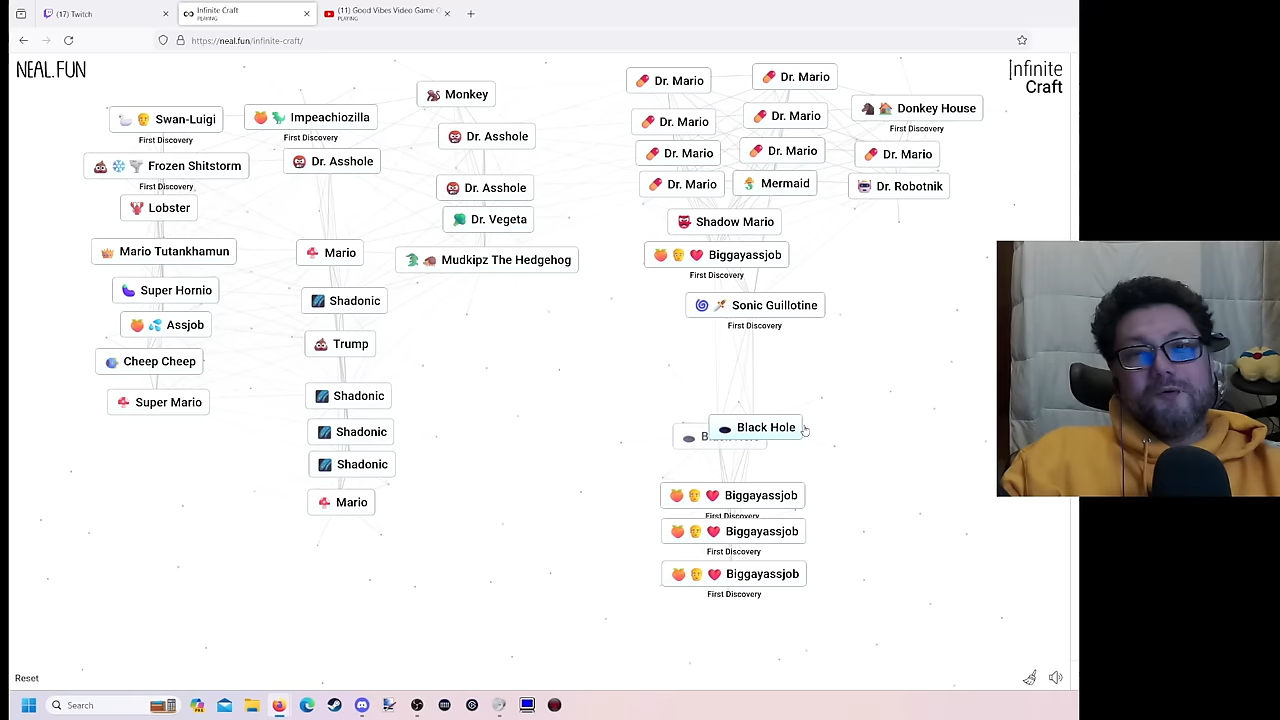 (17) Twitch
Infinite Craft
PLAYING
(11) Good Vibes Video Game
PLAYING
https://neal.fun/infinite-craft/
NEAL.FUN
Infinite
Craft
Swan-Luigi
First Discovery
Impeachiozilla
First Discovery
Monkey
Frozen Shitstorm
First Discovery
Dr. Asshole
Dr. Asshole
Lobster
Dr. Asshole
Dr. Vegeta
Mario Tutankhamun
Mario
Mudkipz The Hedgehog
Super Hornio
Shadonic
Assjob
Trump
Cheep Cheep
Super Mario
Shadonic
Shadonic
Shadonic
Mario
Dr. Mario
Dr. Mario
Dr. Mario
Dr. Mario
Donkey House
First Discovery
Dr. Mario
Dr. Mario
Dr. Mario
Dr. Mario
Mermaid
Dr. Robotnik
Shadow Mario
Biggayassjob
First Discovery
Sonic Guillotine
First Discovery
Black Hole
Biggayassjob
First Discovery
Biggayassjob
First Discovery
Biggayassjob
First Discovery
Reset
Search